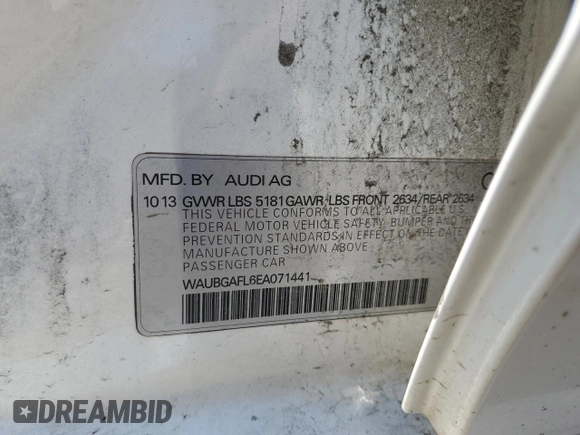 MFD. BY AUDI AG
10 13 GVWR LBS 5181 GAWR LBS FRONT 2634/REAR 2634
THIS VEHICLE CONFORMS TO ALL APPLICABLE U.S.
FEDERAL MOTOR VEHICLE SAFETY, BUMPER AND THEFT
PREVENTION STANDARDS IN EFFECT ON THE DATE OF
MANUFACTURE SHOWN ABOVE
PASSENGER CAR
WAUBGAFL6EA071441
DREAMBID